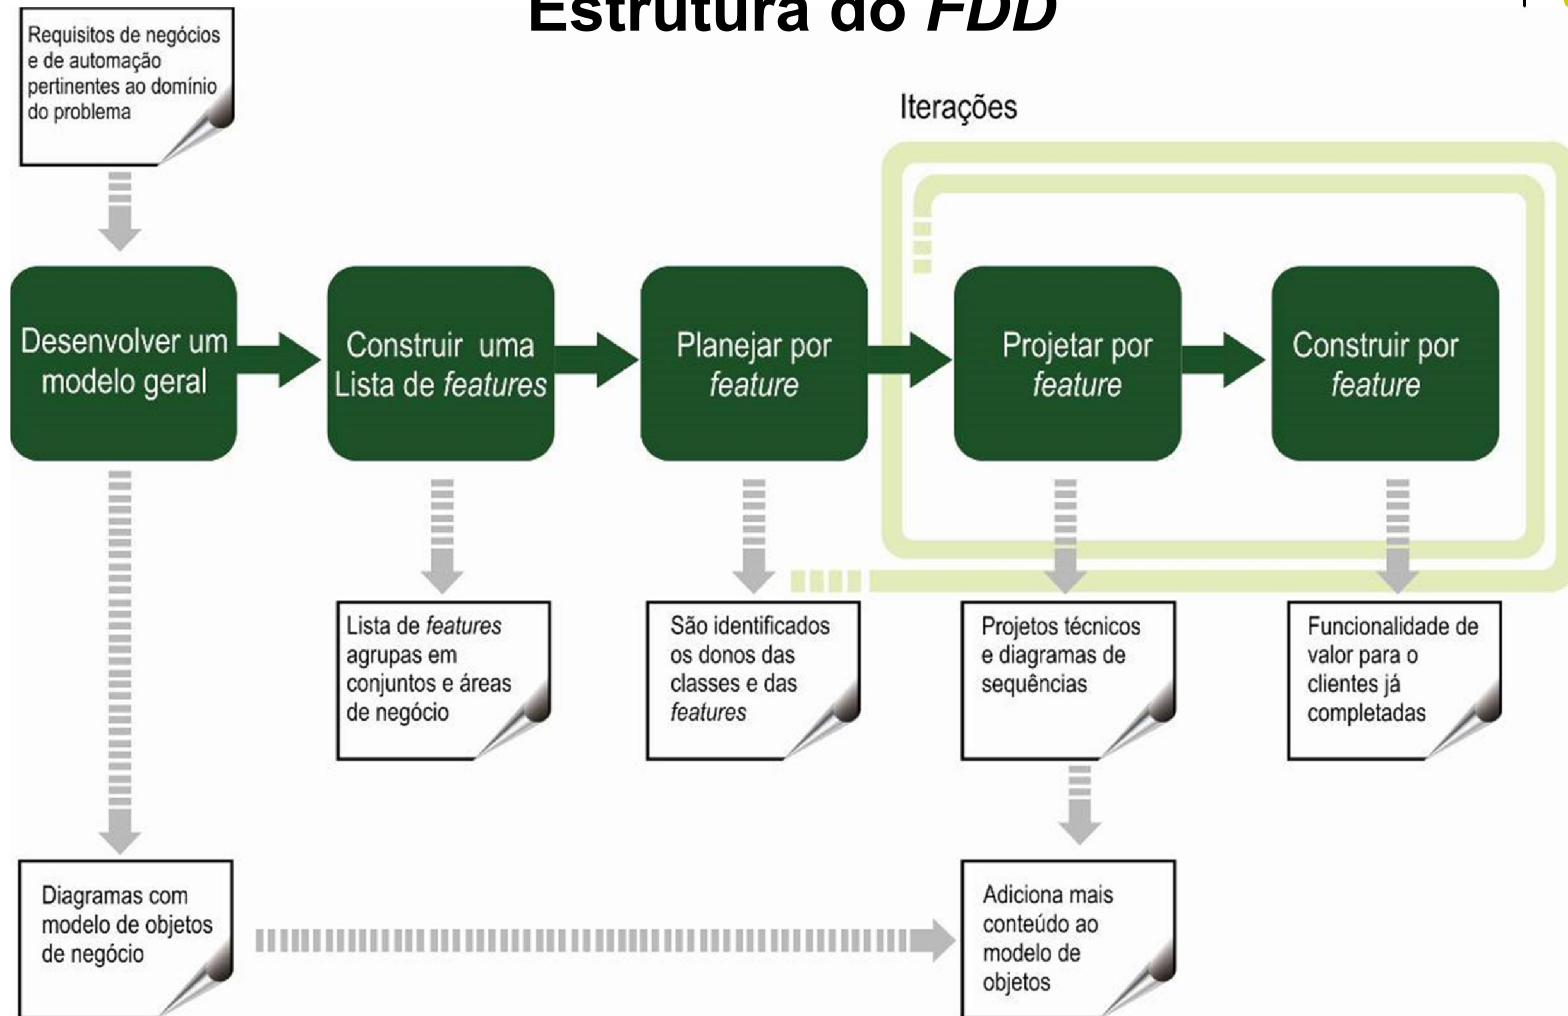 Estrutura do FDD
Requisitos de negócios
e de automação
pertinentes ao domínio
do problema
Iterações
Desenvolver um
modelo geral
Construir uma
Lista de features
Planejar por
feature
Projetar por
feature
Construir por
feature
Lista de features
agrupas em
conjuntos e áreas
de negócio
São identificados
os donos das
classes e das
features
Projetos técnicos
e diagramas de
sequências
Funcionalidade de
valor para o
clientes já
completadas
Diagramas com
modelo de objetos
de negócio
Adiciona mais
conteúdo ao
modelo de
objetos